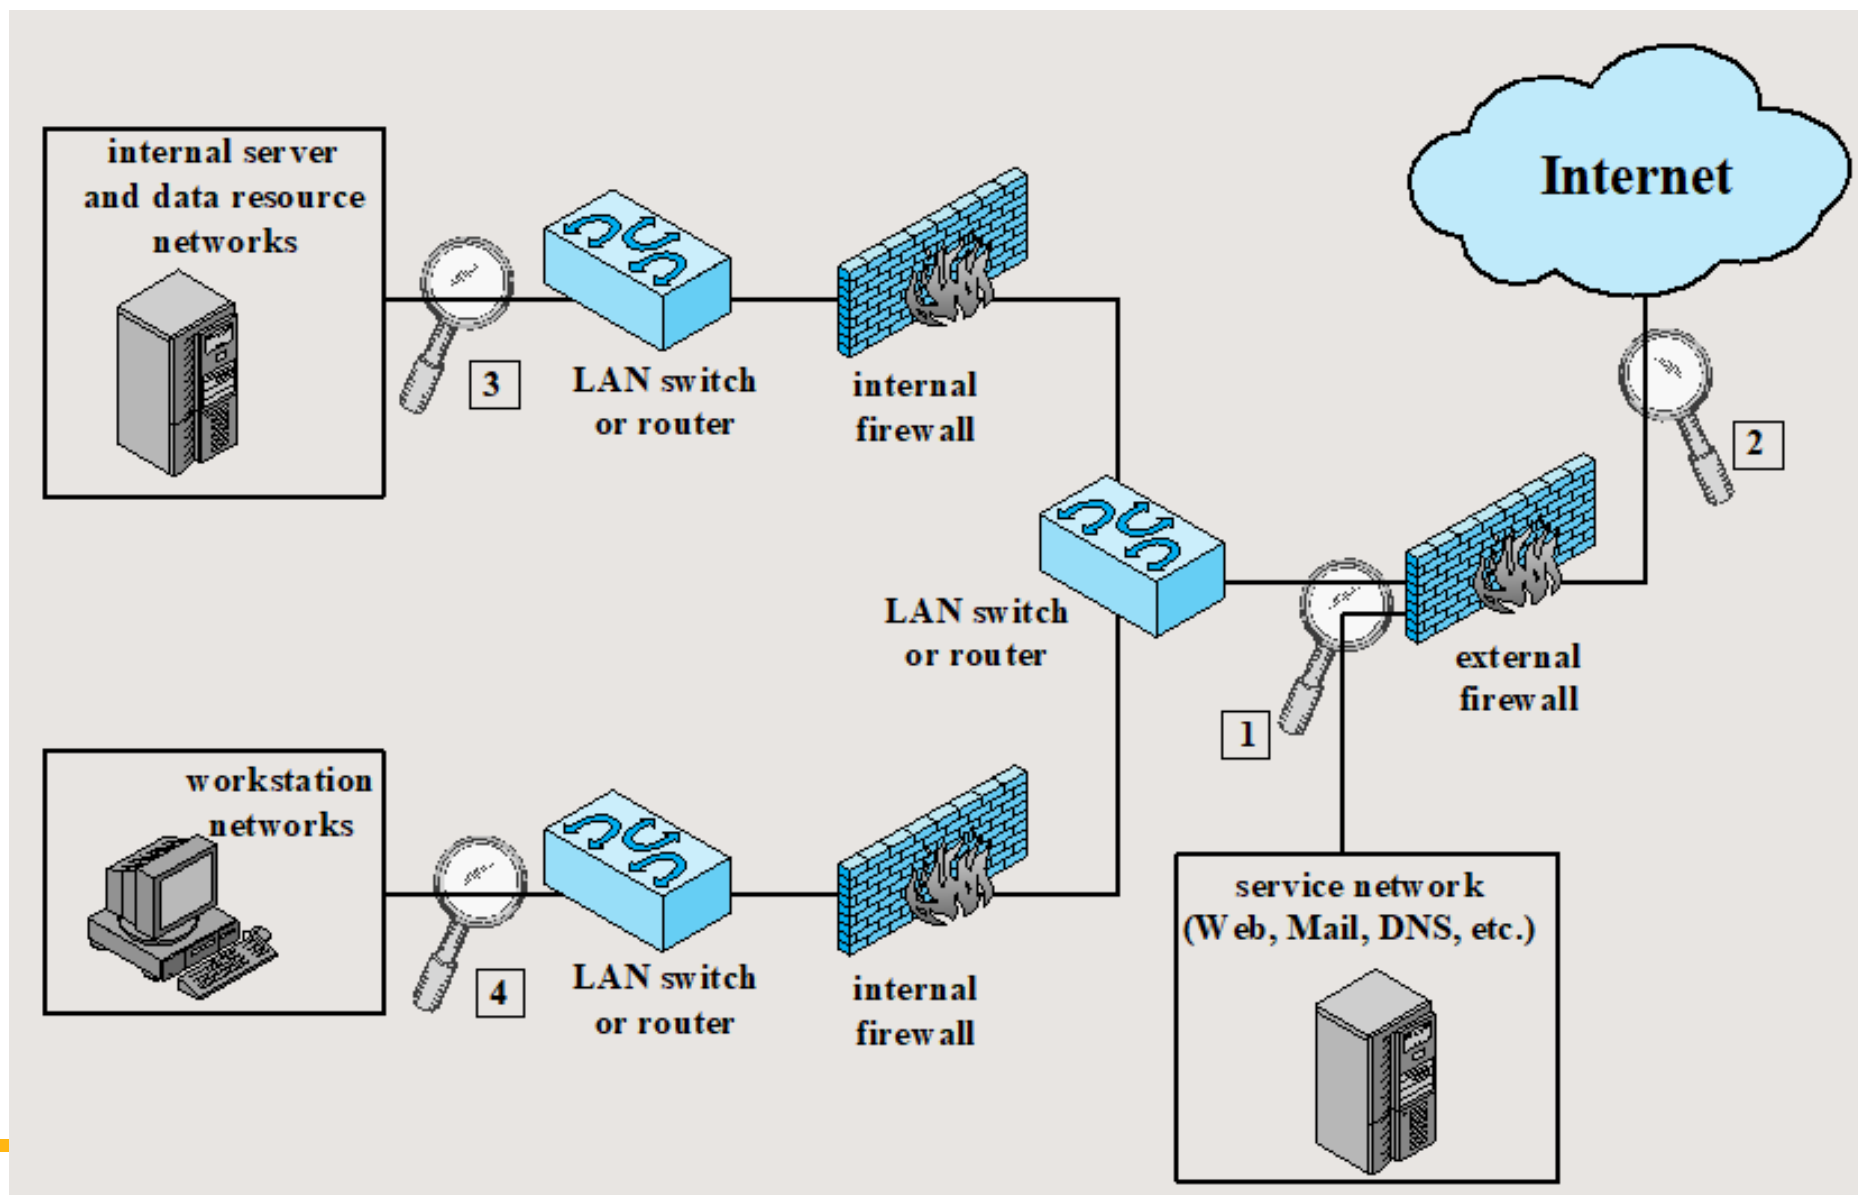 internal server
and data resource
networks
3
LAN switch
or router
internal
firewall
Internet
2
LAN switch
or router
1
external
firewall
workstation
networks
4
LAN switch
or router
internal
firewall
service network
(Web, Mail, DNS, etc.)